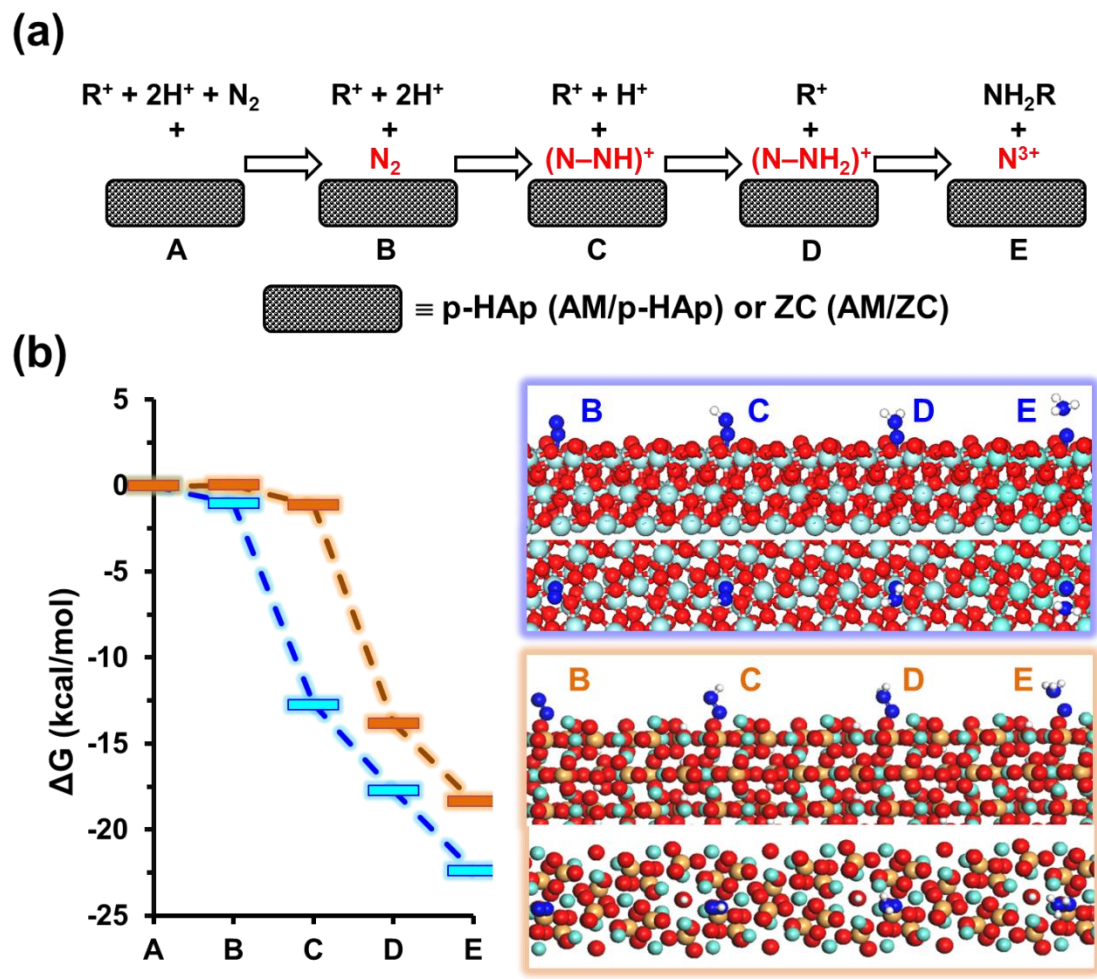 (a)
R⁺ + 2H⁺ + N₂ R⁺ + 2H⁺ R⁺ + H⁺ R⁺ NH₂R
+ + + + +
N₂ (N–NH)⁺ (N–NH₂)⁺ N³⁺
A B C D E
≡ p-HAp (AM/p-HAp) or ZC (AM/ZC)
(b)
ΔG (kcal/mol)
5
0
-5
-10
-15
-20
-25
A B C D E
B C D E
B C D E